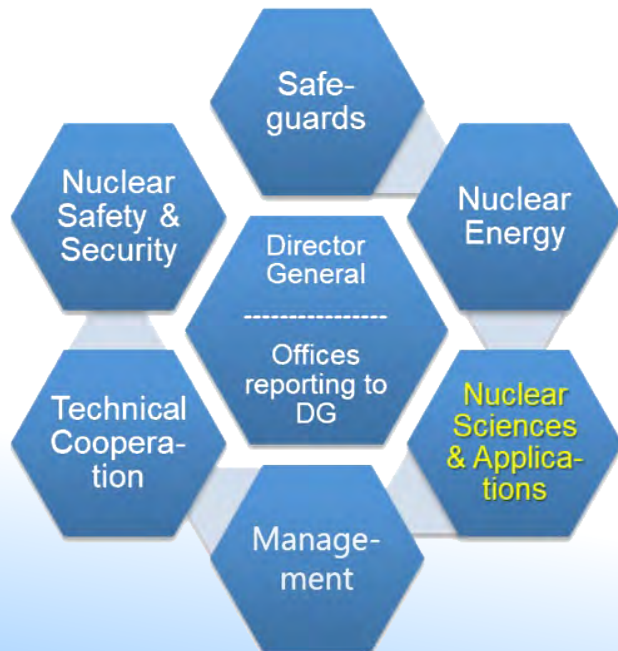 Safe-
guards
Nuclear
Safety &
Security
Nuclear
Energy
Director
General
----------------
Offices
reporting to
DG
Technical
Coopera-
tion
Nuclear
Sciences
& Applica-
tions
Manage-
ment